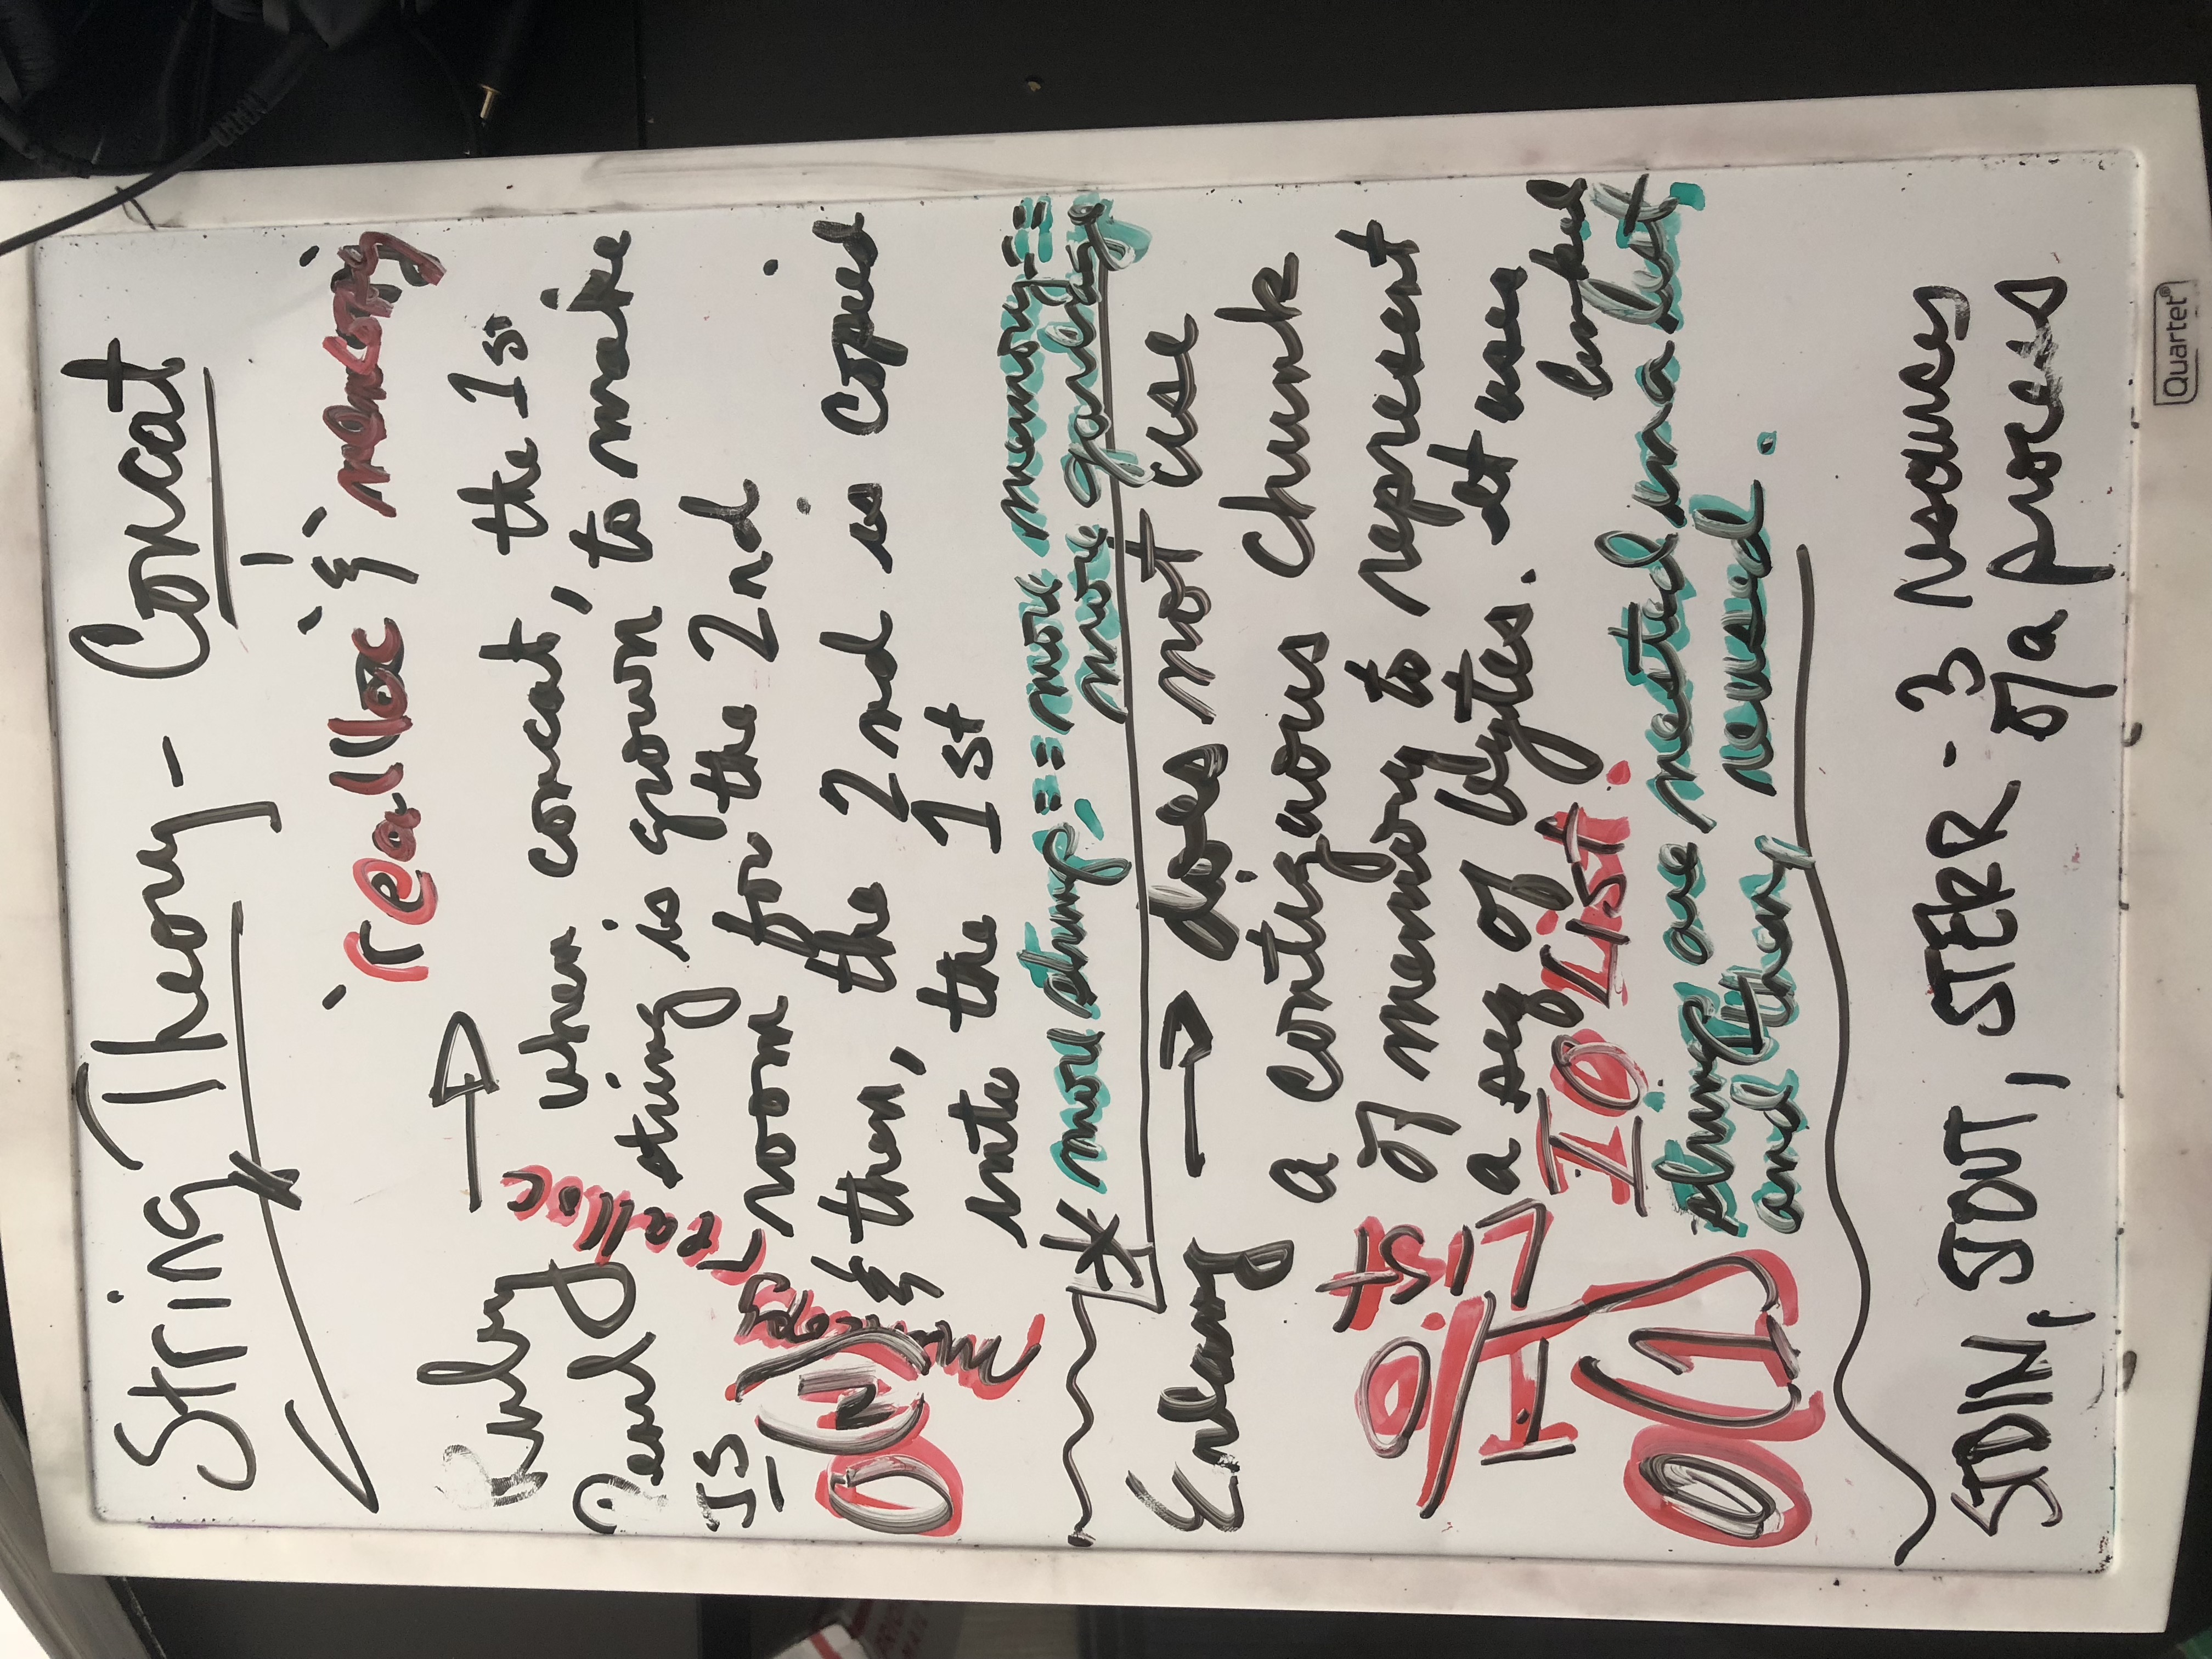 String Theory - Concat
`realloc` & `memcopy`
Ruby →
Pearl
JS
O(N)
memcopy realloc
when concat, the 1st
string is grown to make
room for the 2nd
& then, the 2nd is copied
into the 1st
* more strings == more memory ==
more garbage
Erlang → does not use
a contiguous chunk
of memory to represent
a seq of bytes. it uses
IO List.
linked
strings are nested in a list,
and then, reused.
I/O
List
O(1)
STDIN, STOUT, STERR - 3 resources
of a process
Quartet®